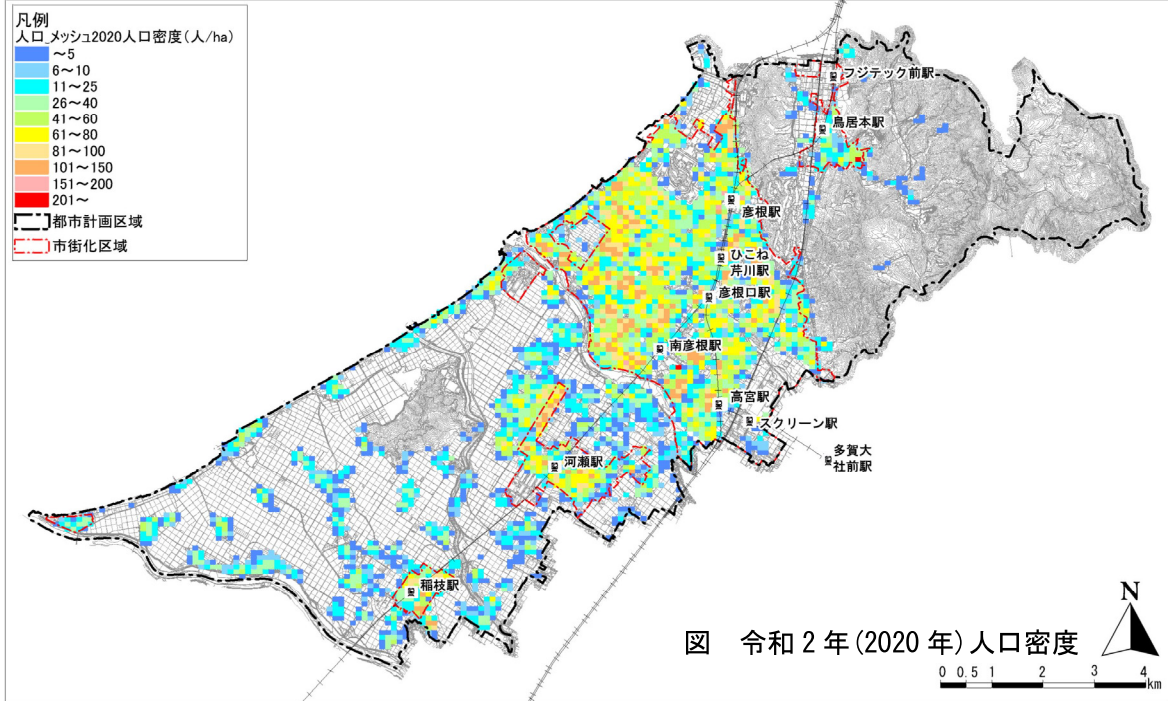 凡例
人口_メッシュ2020人口密度(人/ha)
～5
6～10
11～25
26～40
41～60
61～80
81～100
101～150
151～200
201～
都市計画区域
市街化区域
フジテック前駅
鳥居本駅
彦根駅
ひこね
芹川駅
彦根口駅
南彦根駅
高宮駅
スクリーン駅
多賀大
社前駅
河瀬駅
稲枝駅
図 令和2年(2020年)人口密度
N
0 0.5 1 2 3 4
km